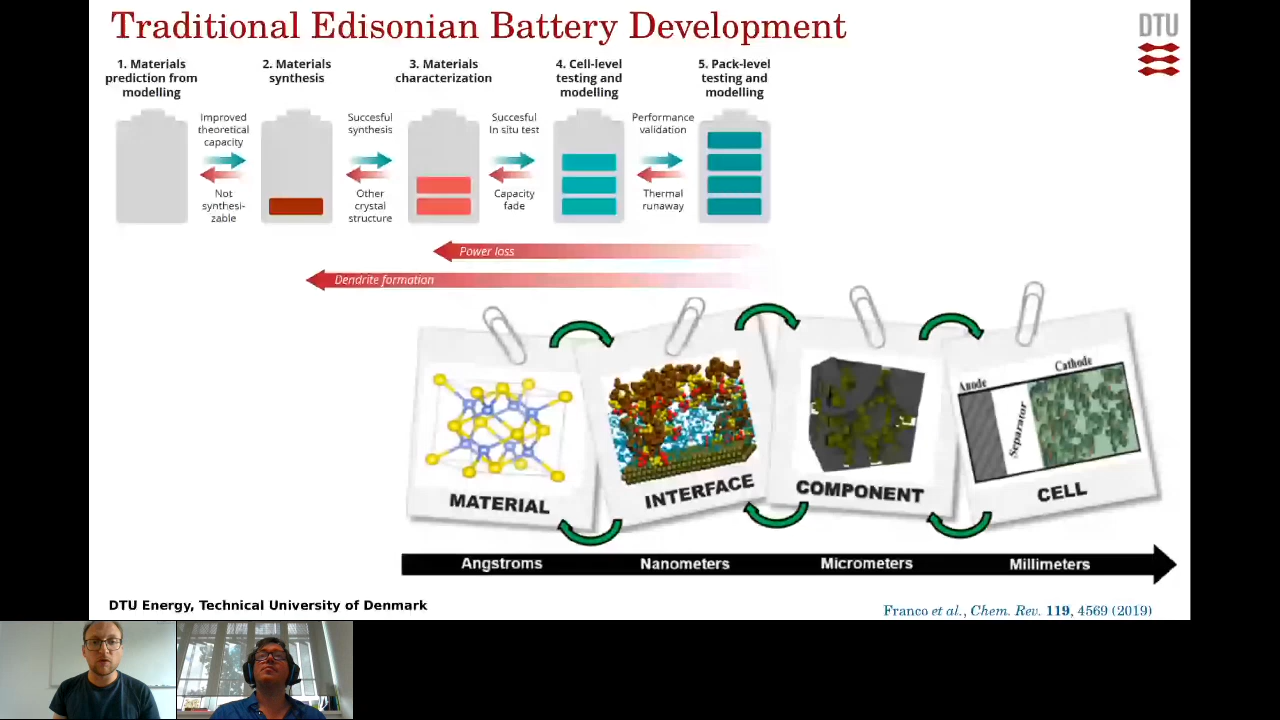 Traditional Edisonian Battery Development
DTU
1. Materials
prediction from
modelling
2. Materials
synthesis
3. Materials
characterization
4. Cell-level
testing and
modelling
5. Pack-level
testing and
modelling
Improved
theoretical
capacity
Succesful
synthesis
Succesful
In situ test
Performance
validation
Not
synthesi-
zable
Other
crystal
structure
Capacity
fade
Thermal
runaway
Power loss
Dendrite formation
MATERIAL
INTERFACE
COMPONENT
Anode
Separator
Cathode
CELL
Angstroms
Nanometers
Micrometers
Millimeters
DTU Energy, Technical University of Denmark
Franco et al., Chem. Rev. 119, 4569 (2019)